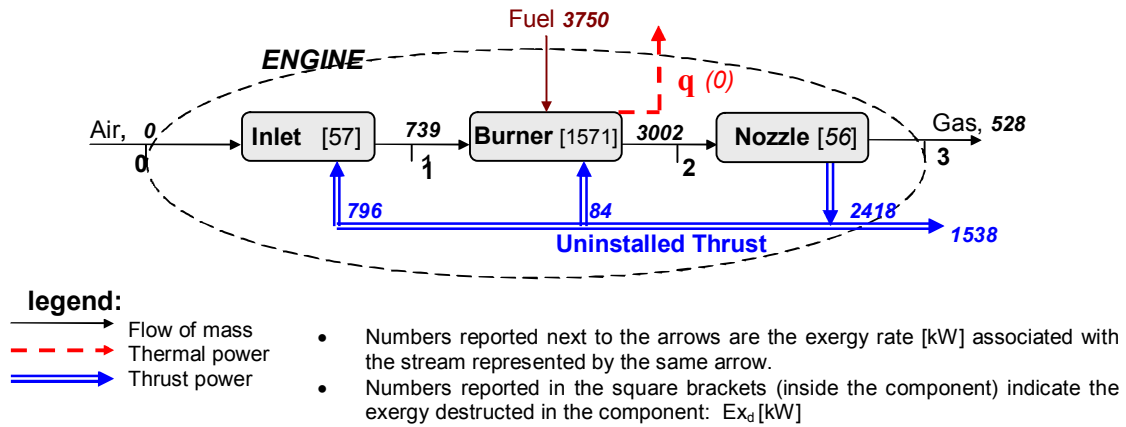 Fuel 3750
ENGINE
q (0)
Air, 0
Inlet [57]
739
Burner [1571]
3002
Nozzle [56]
Gas, 528
0
1
2
3
796
84
2418
Uninstalled Thrust
1538
legend:
Flow of mass
Thermal power
Thrust power
• Numbers reported next to the arrows are the exergy rate [kW] associated with
the stream represented by the same arrow.
• Numbers reported in the square brackets (inside the component) indicate the
exergy destructed in the component: Exd [kW]